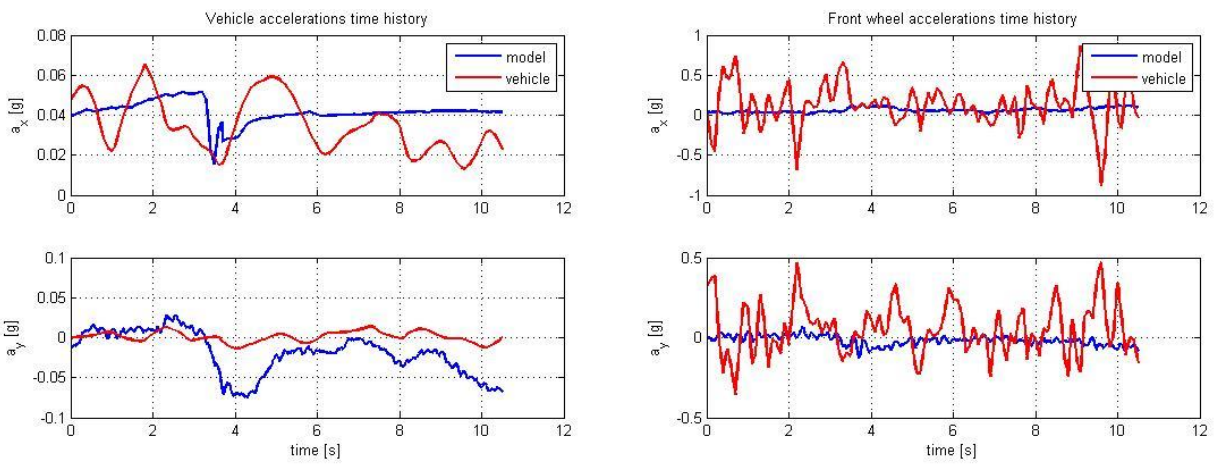 Vehicle accelerations time history
0.08
0.06
0.04
0.02
0
a_x [g]
model
vehicle
0 2 4 6 8 10 12
0.1
0.05
0
-0.05
-0.1
a_y [g]
0 2 4 6 8 10 12
time [s]
Front wheel accelerations time history
1
0.5
0
-0.5
-1
a_x [g]
model
vehicle
0 2 4 6 8 10 12
0.5
0
-0.5
a_y [g]
0 2 4 6 8 10 12
time [s]